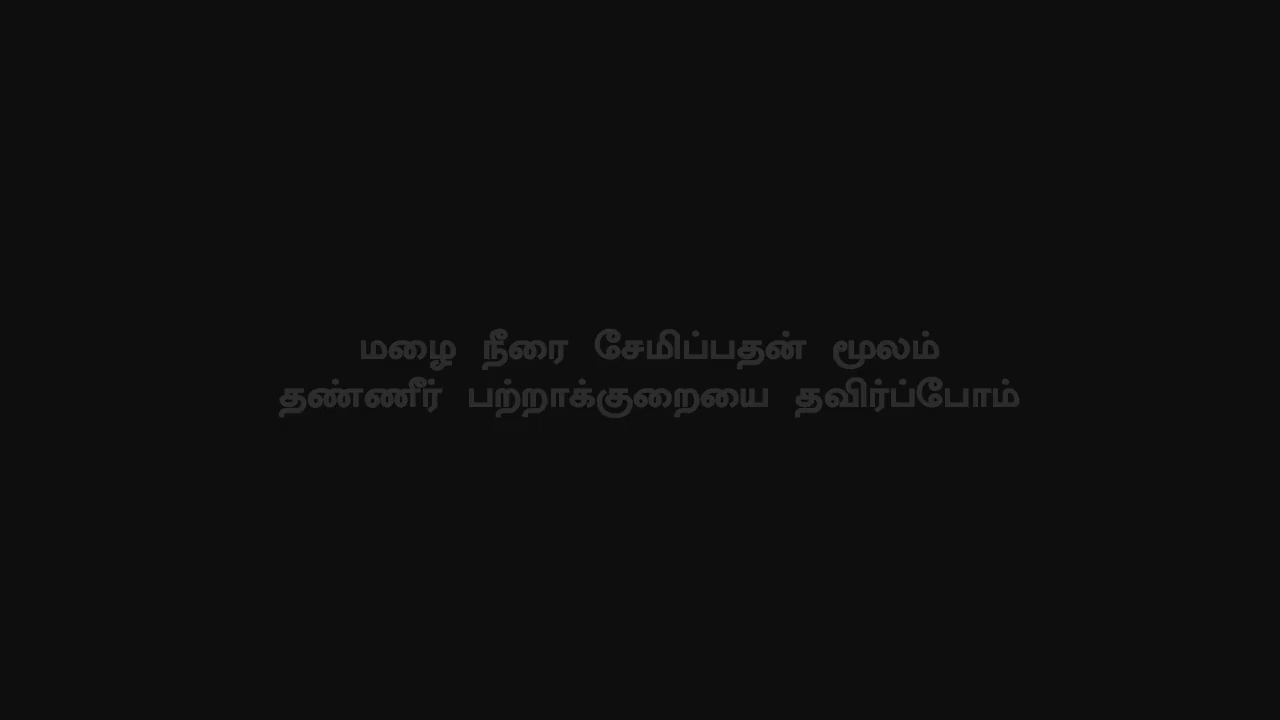 மழை நீரை சேமிப்பதன் மூலம்
தண்ணீர் பற்றாக்குறையை தவிர்ப்போம்